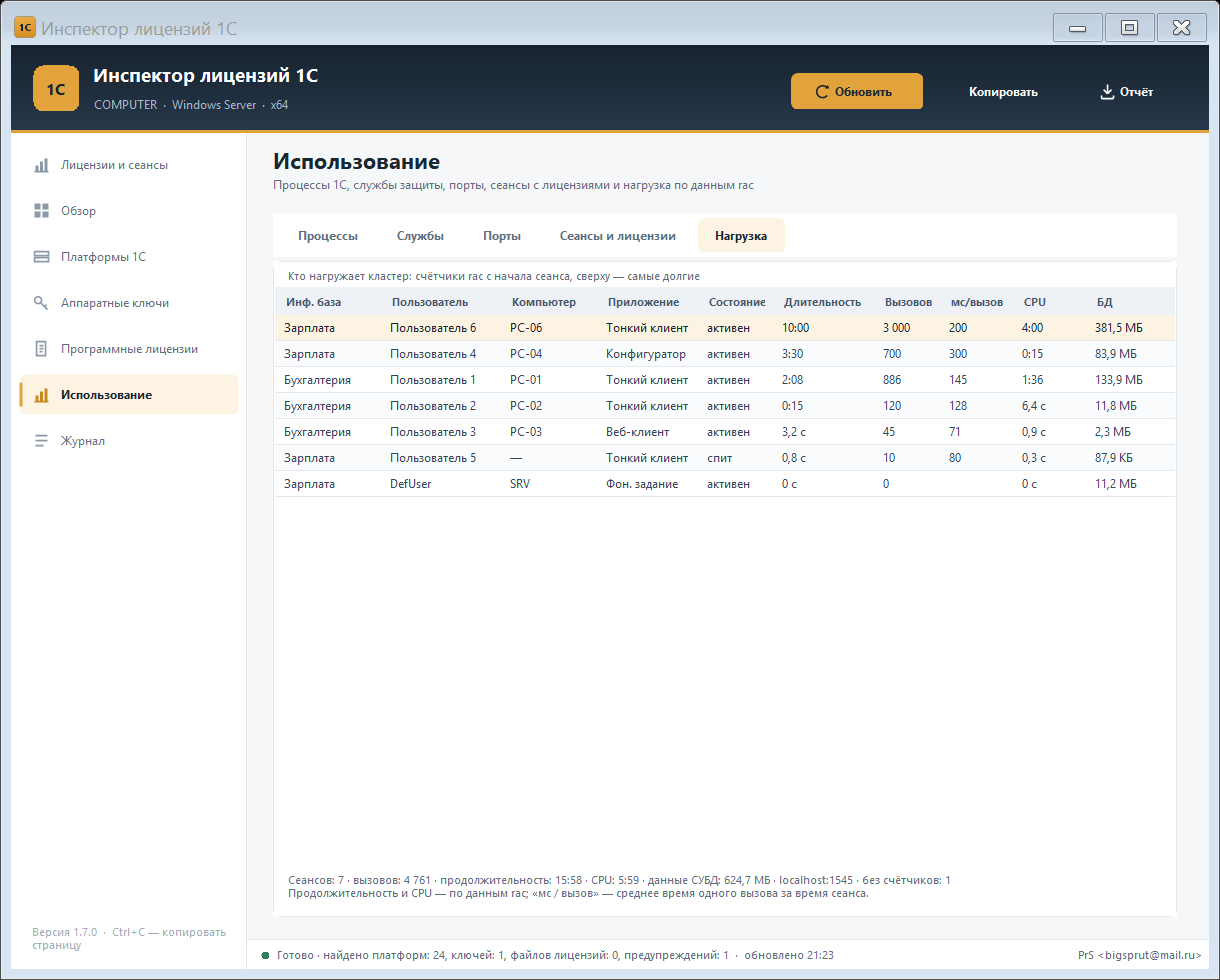 1C Инспектор лицензий 1С
1C
Инспектор лицензий 1С
COMPUTER · Windows Server · x64
Обновить
Копировать
Отчёт
Лицензии и сеансы
Обзор
Платформы 1С
Аппаратные ключи
Программные лицензии
Использование
Журнал
Версия 1.7.0 · Ctrl+C — копировать
страницу
Использование
Процессы 1С, службы защиты, порты, сеансы с лицензиями и нагрузка по данным rac
Процессы Службы Порты Сеансы и лицензии Нагрузка
Кто нагружает кластер: счётчики rac с начала сеанса, сверху — самые долгие
Инф. база Пользователь Компьютер Приложение Состояние Длительность Вызовов мс/вызов CPU БД
Зарплата Пользователь 6 PC-06 Тонкий клиент активен 10:00 3 000 200 4:00 381,5 МБ
Зарплата Пользователь 4 PC-04 Конфигуратор активен 3:30 700 300 0:15 83,9 МБ
Бухгалтерия Пользователь 1 PC-01 Тонкий клиент активен 2:08 886 145 1:36 133,9 МБ
Бухгалтерия Пользователь 2 PC-02 Тонкий клиент активен 0:15 120 128 6,4 с 11,8 МБ
Бухгалтерия Пользователь 3 PC-03 Веб-клиент активен 3,2 с 45 71 0,9 с 2,3 МБ
Зарплата Пользователь 5 — Тонкий клиент спит 0,8 с 10 80 0,3 с 87,9 КБ
Зарплата DefUser SRV Фон. задание активен 0 с 0 0 с 11,2 МБ
Сеансов: 7 · вызовов: 4 761 · продолжительность: 15:58 · CPU: 5:59 · данные СУБД: 624,7 МБ · localhost:1545 · без счётчиков: 1
Продолжительность и CPU — по данным rac; «мс / вызов» — среднее время одного вызова за время сеанса.
Готово · найдено платформ: 24, ключей: 1, файлов лицензий: 0, предупреждений: 1 · обновлено 21:23
PrS <bigsprut@mail.ru>